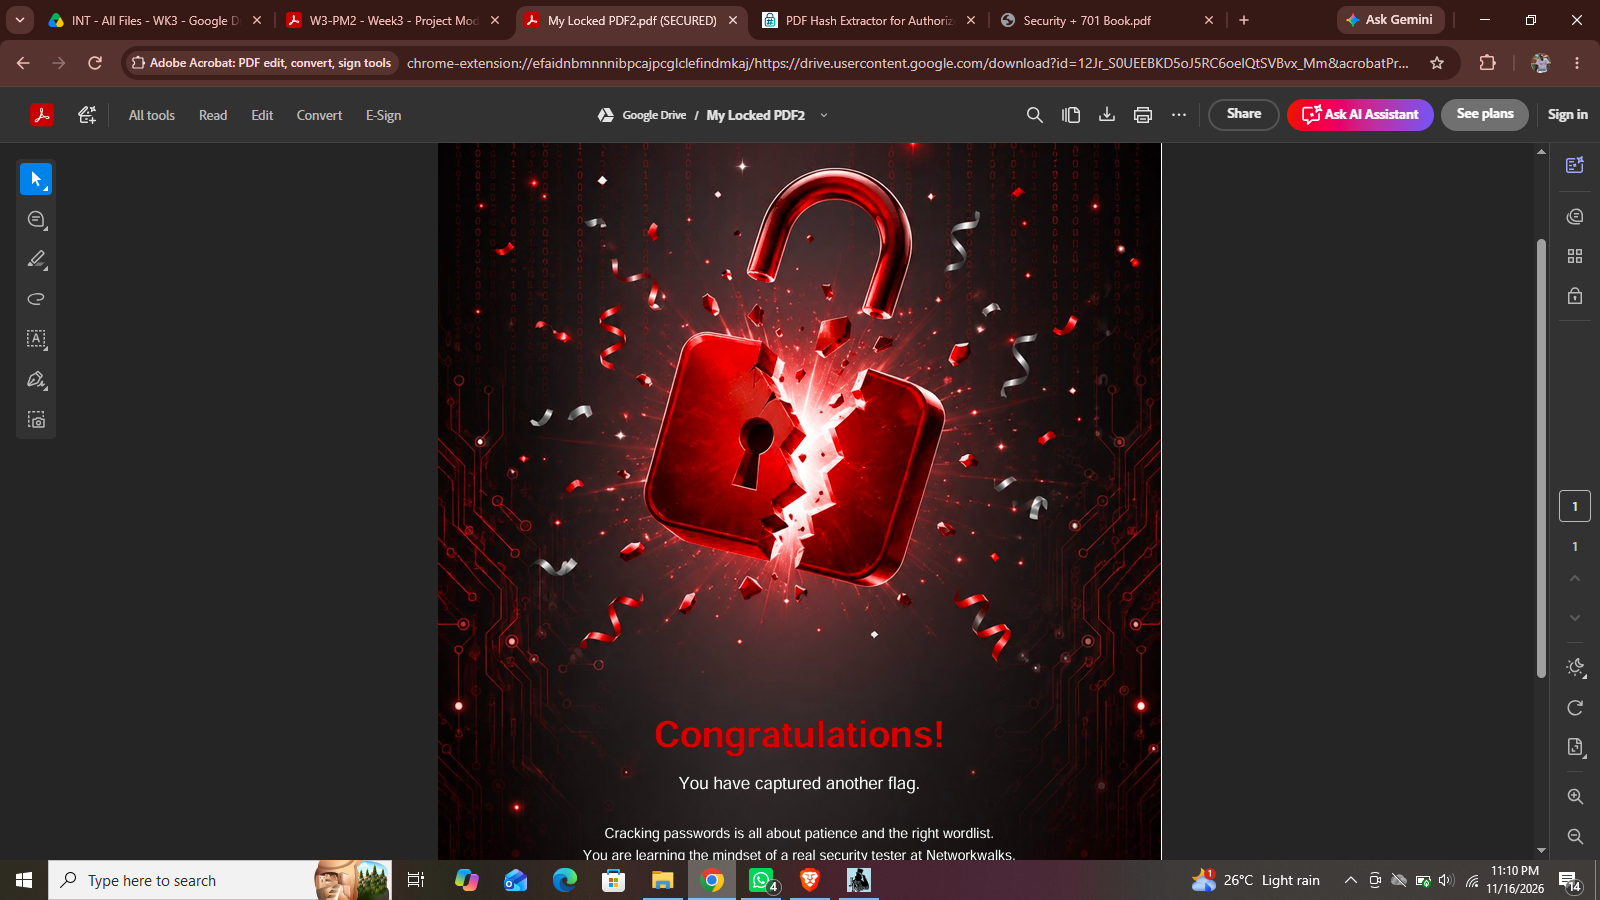 INT - All Files - WK3 - Google D
W3-PM2 - Week3 - Project Mod
My Locked PDF2.pdf (SECURED)
PDF Hash Extractor for Authoriz
Security + 701 Book.pdf
Ask Gemini
Adobe Acrobat: PDF edit, convert, sign tools
chrome-extension://efaidnbmnnnibpcajpcglclefindmkaj/https://drive.usercontent.google.com/download?id=12Jr_S0UEEBKD5oJ5RC6oelQtSVBvx_Mm&acrobatPr...
All tools
Read
Edit
Convert
E-Sign
Google Drive / My Locked PDF2
Share
Ask AI Assistant
See plans
Sign in
1
1
Congratulations!
You have captured another flag.
Cracking passwords is all about patience and the right wordlist.
You are learning the mindset of a real security tester at Networkwalks.
Type here to search
4
1
26°C Light rain
11:10 PM
11/16/2026
14